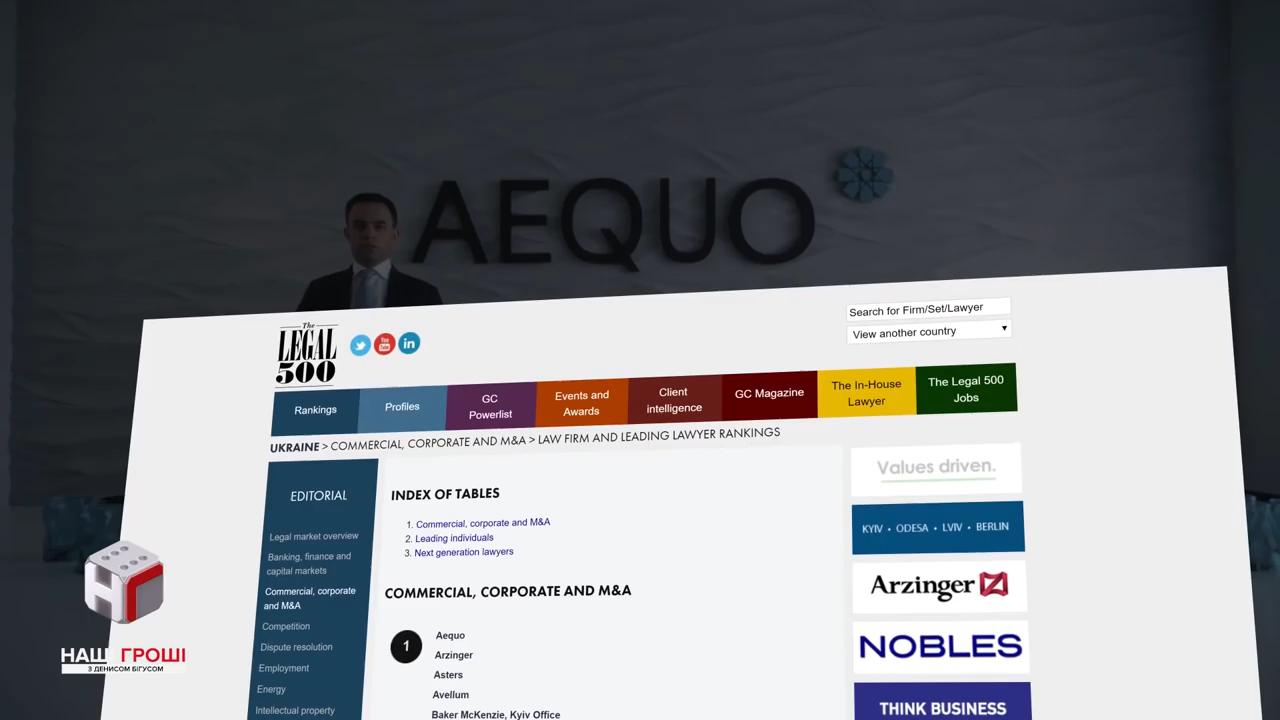 AEQUO
The
LEGAL
500
You
Tube
in
Search for Firm/Set/Lawyer
View another country
Rankings
Profiles
GC
Powerlist
Events and
Awards
Client
intelligence
GC Magazine
The In-House
Lawyer
The Legal 500
Jobs
UKRAINE > COMMERCIAL, CORPORATE AND M&A > LAW FIRM AND LEADING LAWYER RANKINGS
EDITORIAL
Legal market overview
Banking, finance and
capital markets
Commercial, corporate
and M&A
Competition
Dispute resolution
Employment
Energy
Intellectual property
INDEX OF TABLES
1. Commercial, corporate and M&A
2. Leading individuals
3. Next generation lawyers
COMMERCIAL, CORPORATE AND M&A
1
Aequo
Arzinger
Asters
Avellum
Baker McKenzie, Kyiv Office
Values driven.
KYIV • ODESA • LVIV • BERLIN
Arzinger
NOBLES
THINK BUSINESS
НАШІ ГРОШІ
З ДЕНИСОМ БІГУСОМ